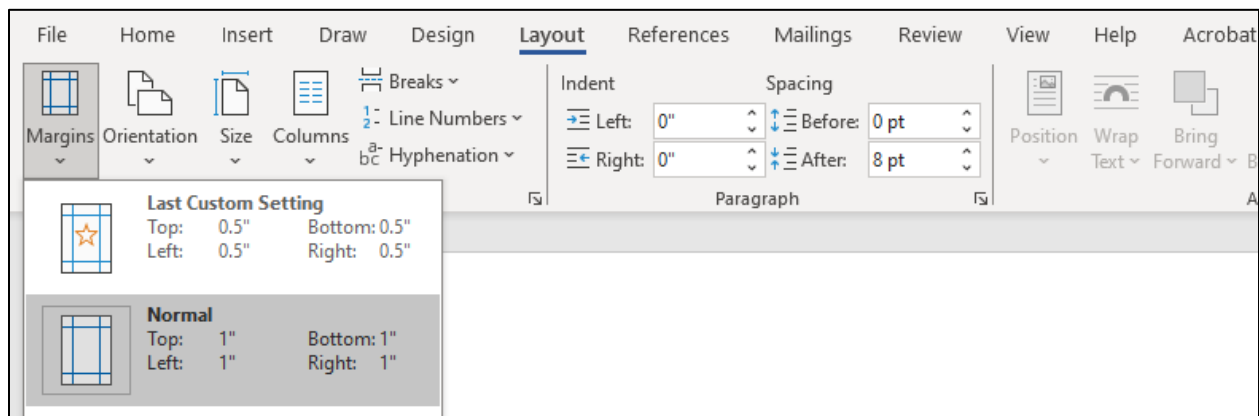 File Home Insert Draw Design Layout References Mailings Review View Help Acrobat
Margins Orientation Size Columns
Breaks
1 2 Line Numbers
a- bc Hyphenation
Indent
Left: 0"
Right: 0"
Spacing
Before: 0 pt
After: 8 pt
Paragraph
Position Wrap Text Bring Forward B
A
Last Custom Setting
Top: 0.5" Bottom: 0.5"
Left: 0.5" Right: 0.5"
Normal
Top: 1" Bottom: 1"
Left: 1" Right: 1"